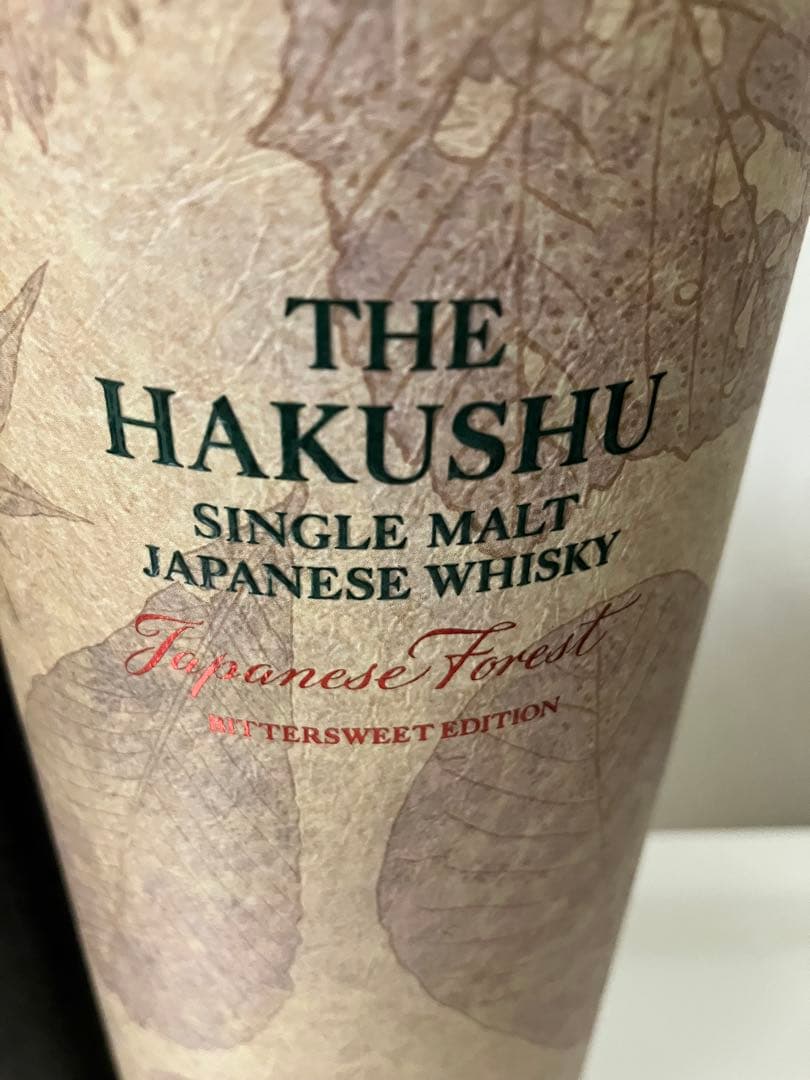 THE
HAKUSHU
SINGLE MALT
JAPANESE WHISKY
Japanese Forest
BITTERSWEET EDITION